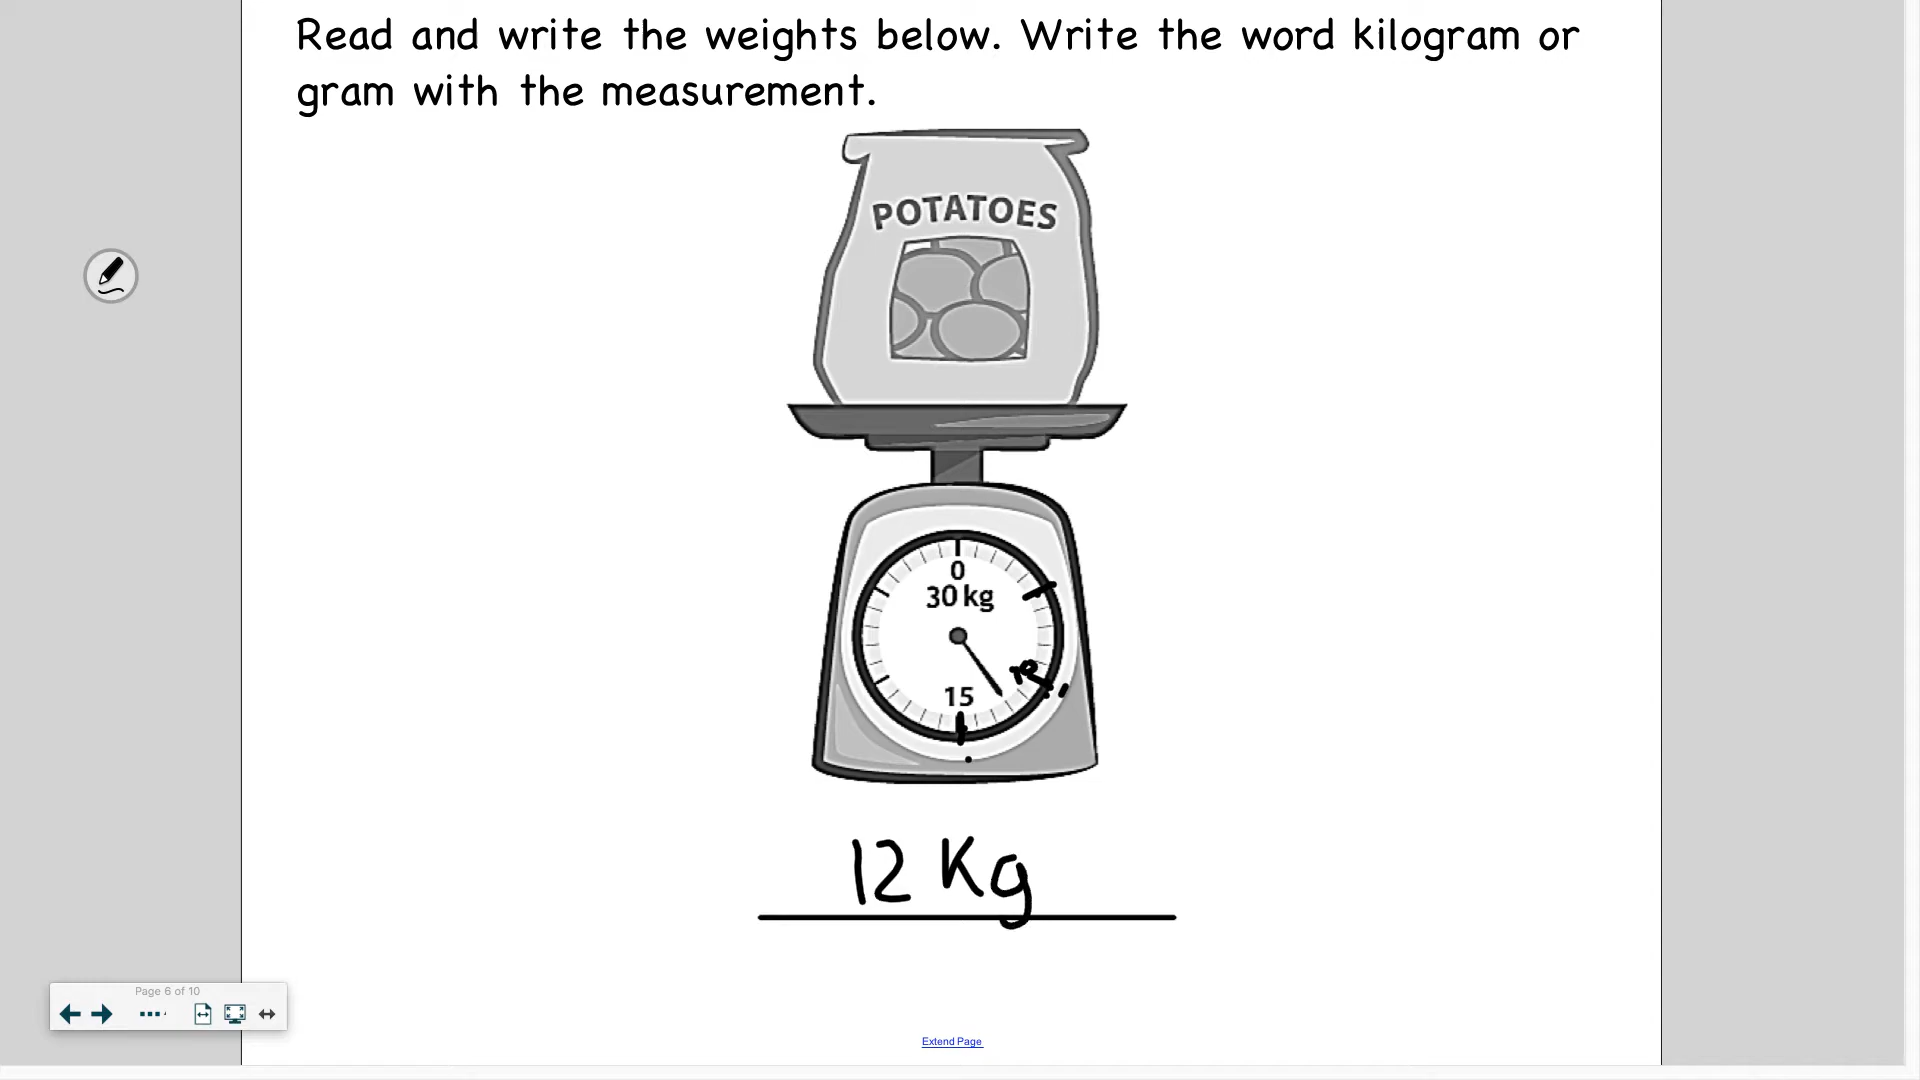 Read and write the weights below. Write the word kilogram or
gram with the measurement.
POTATOES
0
30 kg
15
12 Kg
Page 6 of 10
Extend Page